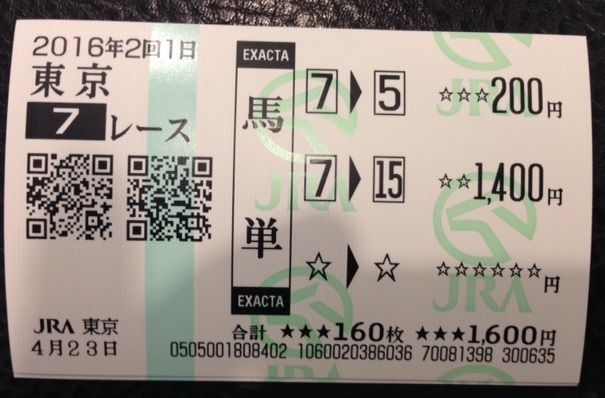 2016年2回1日
東京
7レース
JRA 東京
4月23日
EXACTA
馬
単
EXACTA
7▶5 ☆☆☆200円
7▶15 ☆☆1,400円
☆▶☆ ☆☆☆☆☆☆円
合計 ★★★160枚 ★★★1,600円
0505001808402 1060020386036 70081398 300635
JRA
JRA
JRA